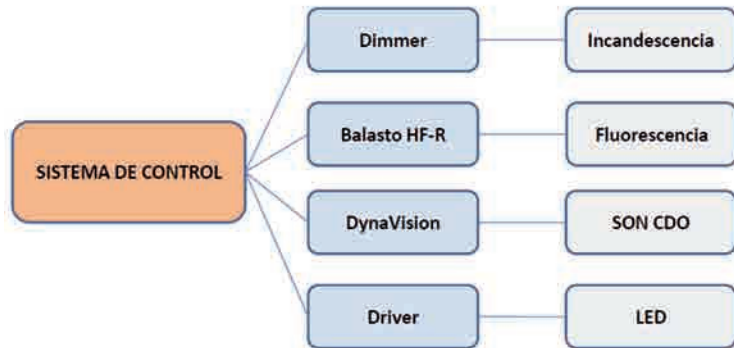 Dimmer
Incandescencia
Balasto HF-R
Fluorescencia
SISTEMA DE CONTROL
DynaVision
SON CDO
Driver
LED